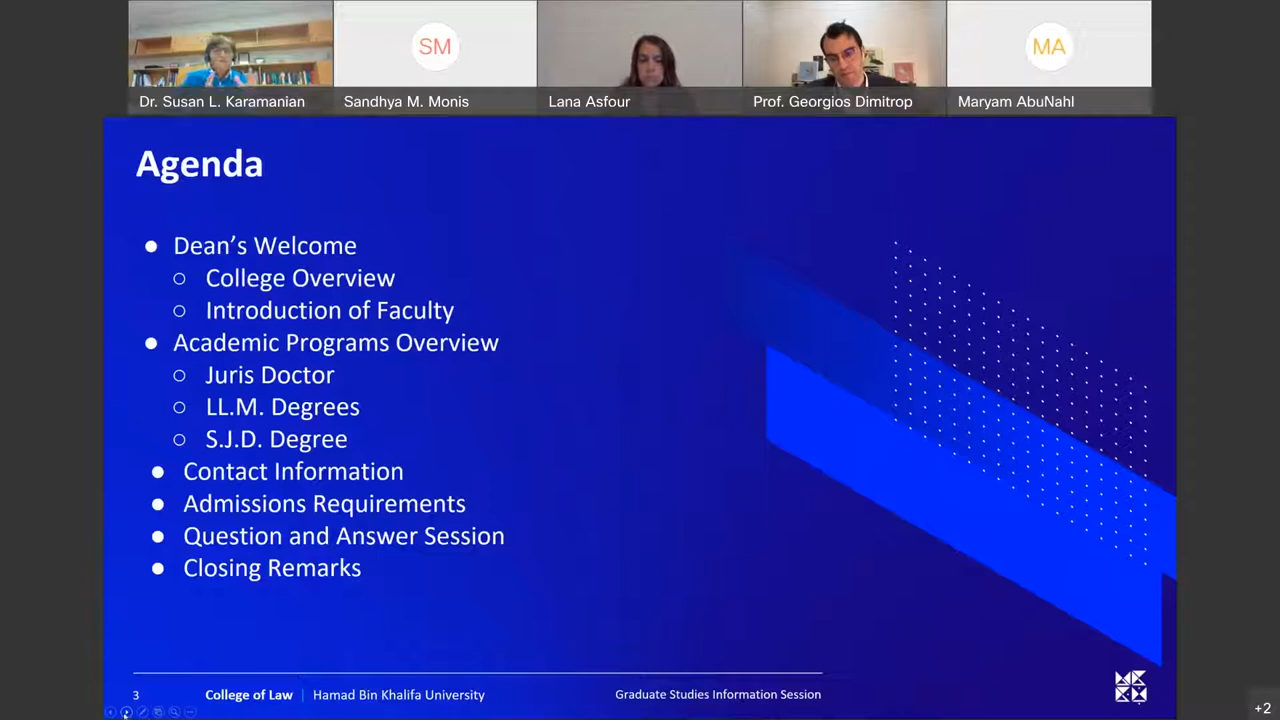 SM
MA
Dr. Susan L. Karamanian
Sandhya M. Monis
Lana Asfour
Prof. Georgios Dimitrop
Maryam AbuNahl
Agenda
● Dean’s Welcome
○ College Overview
○ Introduction of Faculty
● Academic Programs Overview
○ Juris Doctor
○ LL.M. Degrees
○ S.J.D. Degree
● Contact Information
● Admissions Requirements
● Question and Answer Session
● Closing Remarks
3
College of Law | Hamad Bin Khalifa University
Graduate Studies Information Session
+2